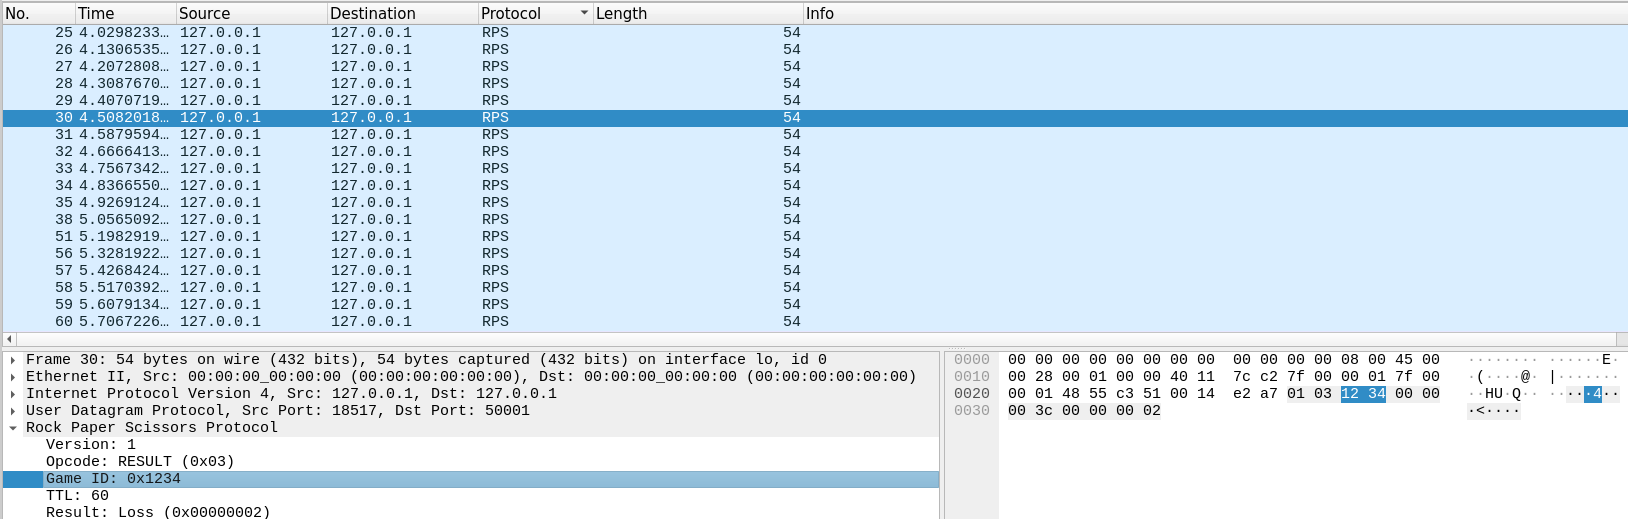 No. Time Source Destination Protocol Length Info
25 4.0298233… 127.0.0.1 127.0.0.1 RPS 54
26 4.1306535… 127.0.0.1 127.0.0.1 RPS 54
27 4.2072808… 127.0.0.1 127.0.0.1 RPS 54
28 4.3087670… 127.0.0.1 127.0.0.1 RPS 54
29 4.4070719… 127.0.0.1 127.0.0.1 RPS 54
30 4.5082018… 127.0.0.1 127.0.0.1 RPS 54
31 4.5879594… 127.0.0.1 127.0.0.1 RPS 54
32 4.6666413… 127.0.0.1 127.0.0.1 RPS 54
33 4.7567342… 127.0.0.1 127.0.0.1 RPS 54
34 4.8366550… 127.0.0.1 127.0.0.1 RPS 54
35 4.9269124… 127.0.0.1 127.0.0.1 RPS 54
38 5.0565092… 127.0.0.1 127.0.0.1 RPS 54
51 5.1982919… 127.0.0.1 127.0.0.1 RPS 54
56 5.3281922… 127.0.0.1 127.0.0.1 RPS 54
57 5.4268424… 127.0.0.1 127.0.0.1 RPS 54
58 5.5170392… 127.0.0.1 127.0.0.1 RPS 54
59 5.6079134… 127.0.0.1 127.0.0.1 RPS 54
60 5.7067226… 127.0.0.1 127.0.0.1 RPS 54
Frame 30: 54 bytes on wire (432 bits), 54 bytes captured (432 bits) on interface lo, id 0
Ethernet II, Src: 00:00:00_00:00:00 (00:00:00:00:00:00), Dst: 00:00:00_00:00:00 (00:00:00:00:00:00)
Internet Protocol Version 4, Src: 127.0.0.1, Dst: 127.0.0.1
User Datagram Protocol, Src Port: 18517, Dst Port: 50001
Rock Paper Scissors Protocol
Version: 1
Opcode: RESULT (0x03)
Game ID: 0x1234
TTL: 60
Result: Loss (0x00000002)
0000 00 00 00 00 00 00 00 00 00 00 00 00 08 00 45 00 ········ ······E·
0010 00 28 00 01 00 00 40 11 7c c2 7f 00 00 01 7f 00 ·(····@· |·······
0020 00 01 48 55 c3 51 00 14 e2 a7 01 03 12 34 00 00 ··HU·Q·· ·····4··
0030 00 3c 00 00 00 02 ·<····